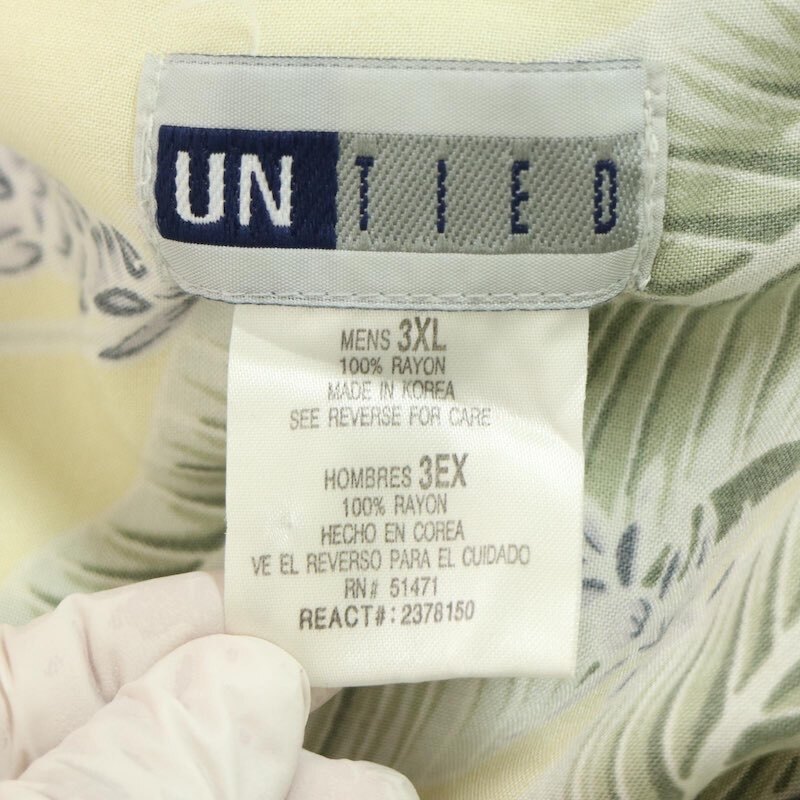 UNTIED
MENS 3XL
100% RAYON
MADE IN KOREA
SEE REVERSE FOR CARE
HOMBRES 3EX
100% RAYON
HECHO EN COREA
VE EL REVERSO PARA EL CUIDADO
RN# 51471
REACT#: 2378150